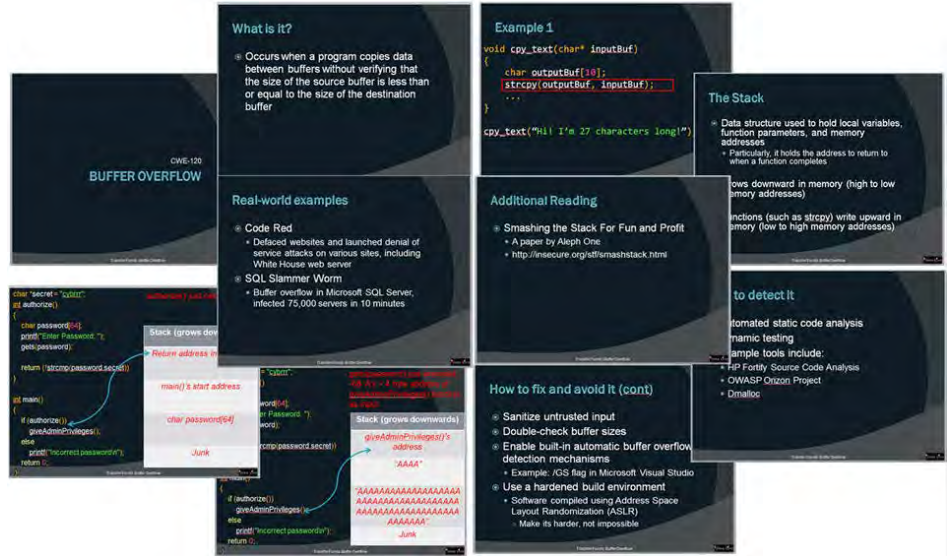 What is it?
Occurs when a program copies data
between buffers without verifying that
the size of the source buffer is less than
or equal to the size of the destination
buffer
Example 1
void cpy_text(char* inputBuf)
{
char outputBuf[10];
strcpy(outputBuf, inputBuf);
...
}
cpy_text("Hi! I'm 27 characters long!")
CWE-120
BUFFER OVERFLOW
The Stack
Data structure used to hold local variables,
function parameters, and memory
addresses
Particularly, it holds the address to return to
when a function completes
downward in memory (high to low
addresses)
(such as strcpy) write upward in
(low to high memory addresses)
Real-world examples
Code Red
Defaced websites and launched denial of
service attacks on various sites, including
White House web server
SQL Slammer Worm
Buffer overflow in Microsoft SQL Server,
infected 75,000 servers in 10 minutes
Additional Reading
Smashing the Stack For Fun and Profit
A paper by Aleph One
http://insecure.org/stf/smashstack.html
char *secret =
int authorize()
{
char password[64];
printf("Enter Password: ");
gets(password);
return (!strcmp(password,secret))
int main()
{
if (authorize())
giveAdminPrivileges();
else
printf("Incorrect password\n");
return 0;
Stack (grows
Return address in
main()'s start address
char password[64]
Junk
Stack (grows downwards)
giveAdminPrivileges()'s
address
"AAAA"
Junk
if (authorize())
giveAdminPrivileges()
else
printf("Incorrect password\n");
return 0;
How to fix and avoid it (cont)
Sanitize untrusted input
Double-check buffer sizes
Enable built-in automatic buffer overflow
detection mechanisms
Example: /GS flag in Microsoft Visual Studio
Use a hardened build environment
Software compiled using Address Space
Layout Randomization (ASLR)
Make its harder, not impossible
to detect it
static code analysis
testing
tools include:
HP Fortify Source Code Analysis
OWASP Orizon Project
Dmalloc